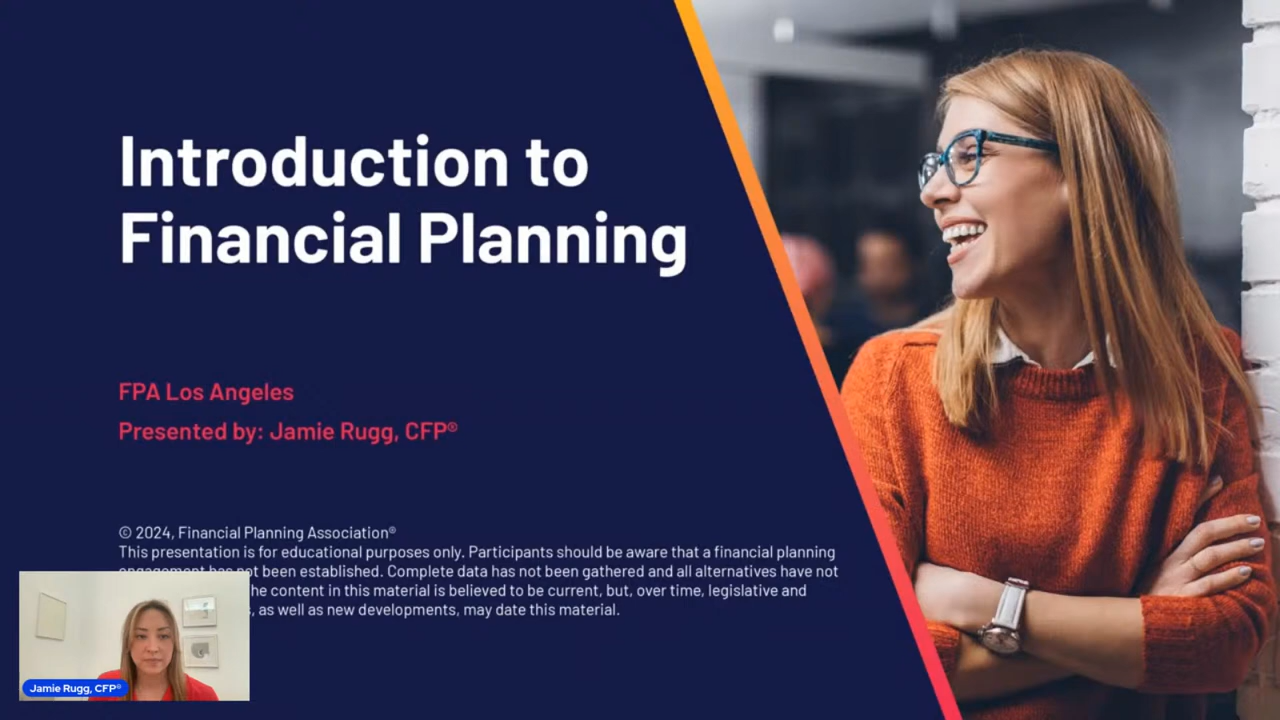 Introduction to
Financial Planning
FPA Los Angeles
Presented by: Jamie Rugg, CFP®
© 2024, Financial Planning Association®
This presentation is for educational purposes only. Participants should be aware that a financial planning
engagement has not been established. Complete data has not been gathered and all alternatives have not
he content in this material is believed to be current, but, over time, legislative and
, as well as new developments, may date this material.
Jamie Rugg, CFP®